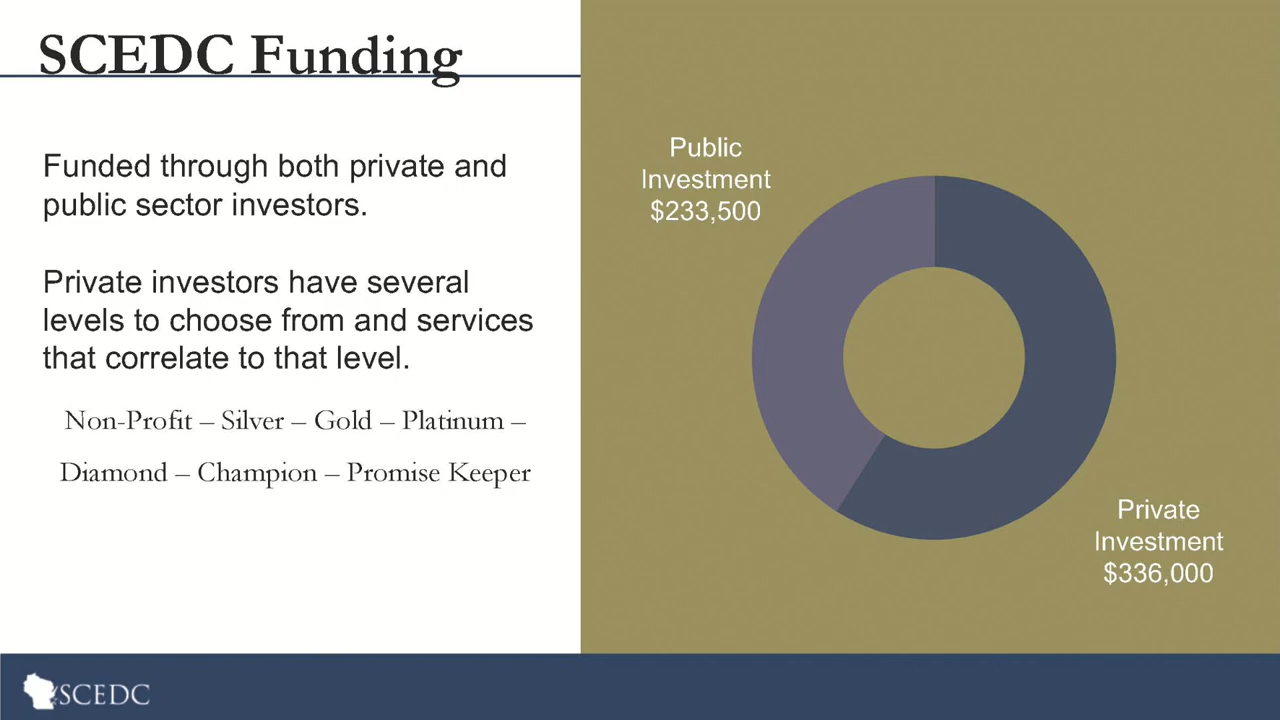 SCEDC Funding
Funded through both private and
public sector investors.
Private investors have several
levels to choose from and services
that correlate to that level.
Non-Profit – Silver – Gold – Platinum –
Diamond – Champion – Promise Keeper
Public
Investment
$233,500
Private
Investment
$336,000
SCEDC